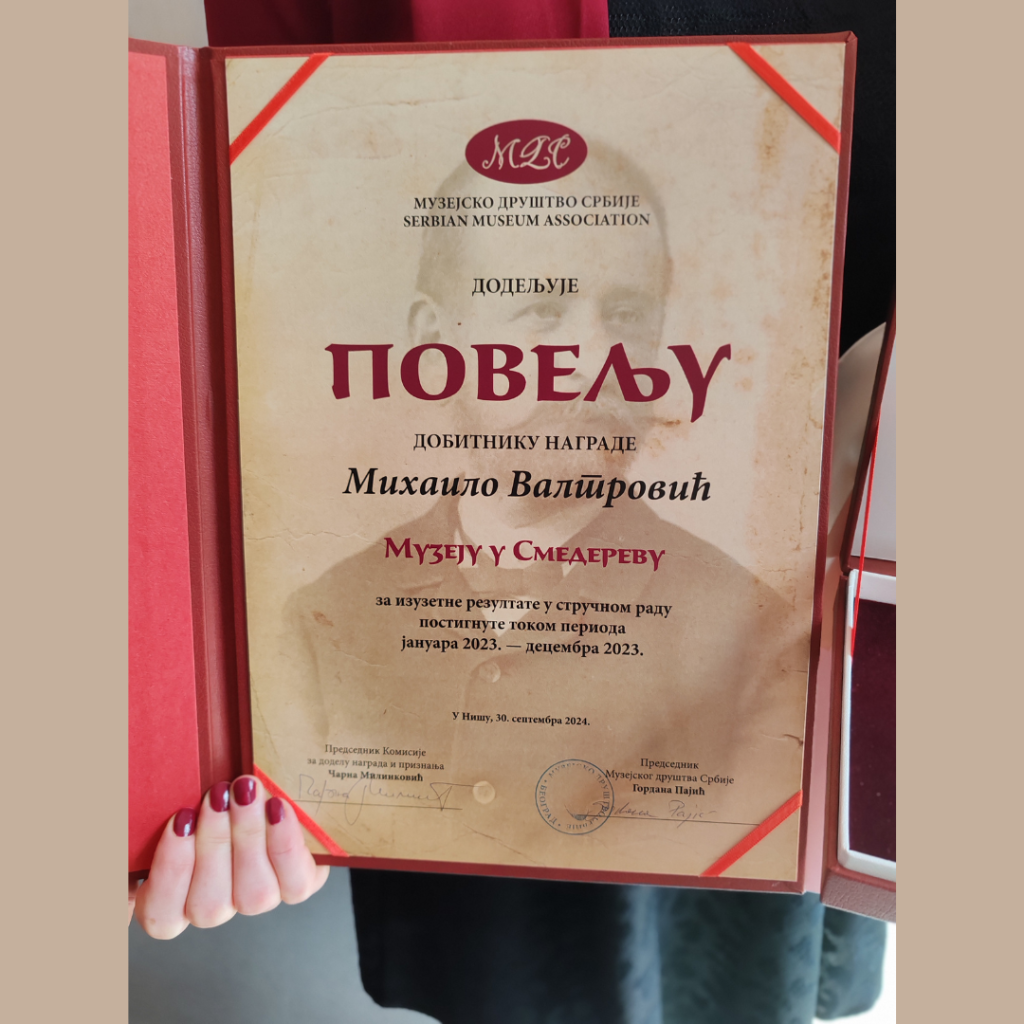 МДС
МУЗЕЈСКО ДРУШТВО СРБИЈЕ
SERBIAN MUSEUM ASSOCIATION
ДОДЕЉУЈЕ
ПОВЕЉУ
ДОБИТНИКУ НАГРАДЕ
Михаило Валтровић
Музеју у Смедереву
за изузетне резултате у стручном раду
постигнуте током периода
јануара 2023. — децембра 2023.
У Нишу, 30. септембра 2024.
Председник Комисије
за доделу награда и признања
Чарна Милинковић
Председник
Музејског друштва Србије
Гордана Пајић